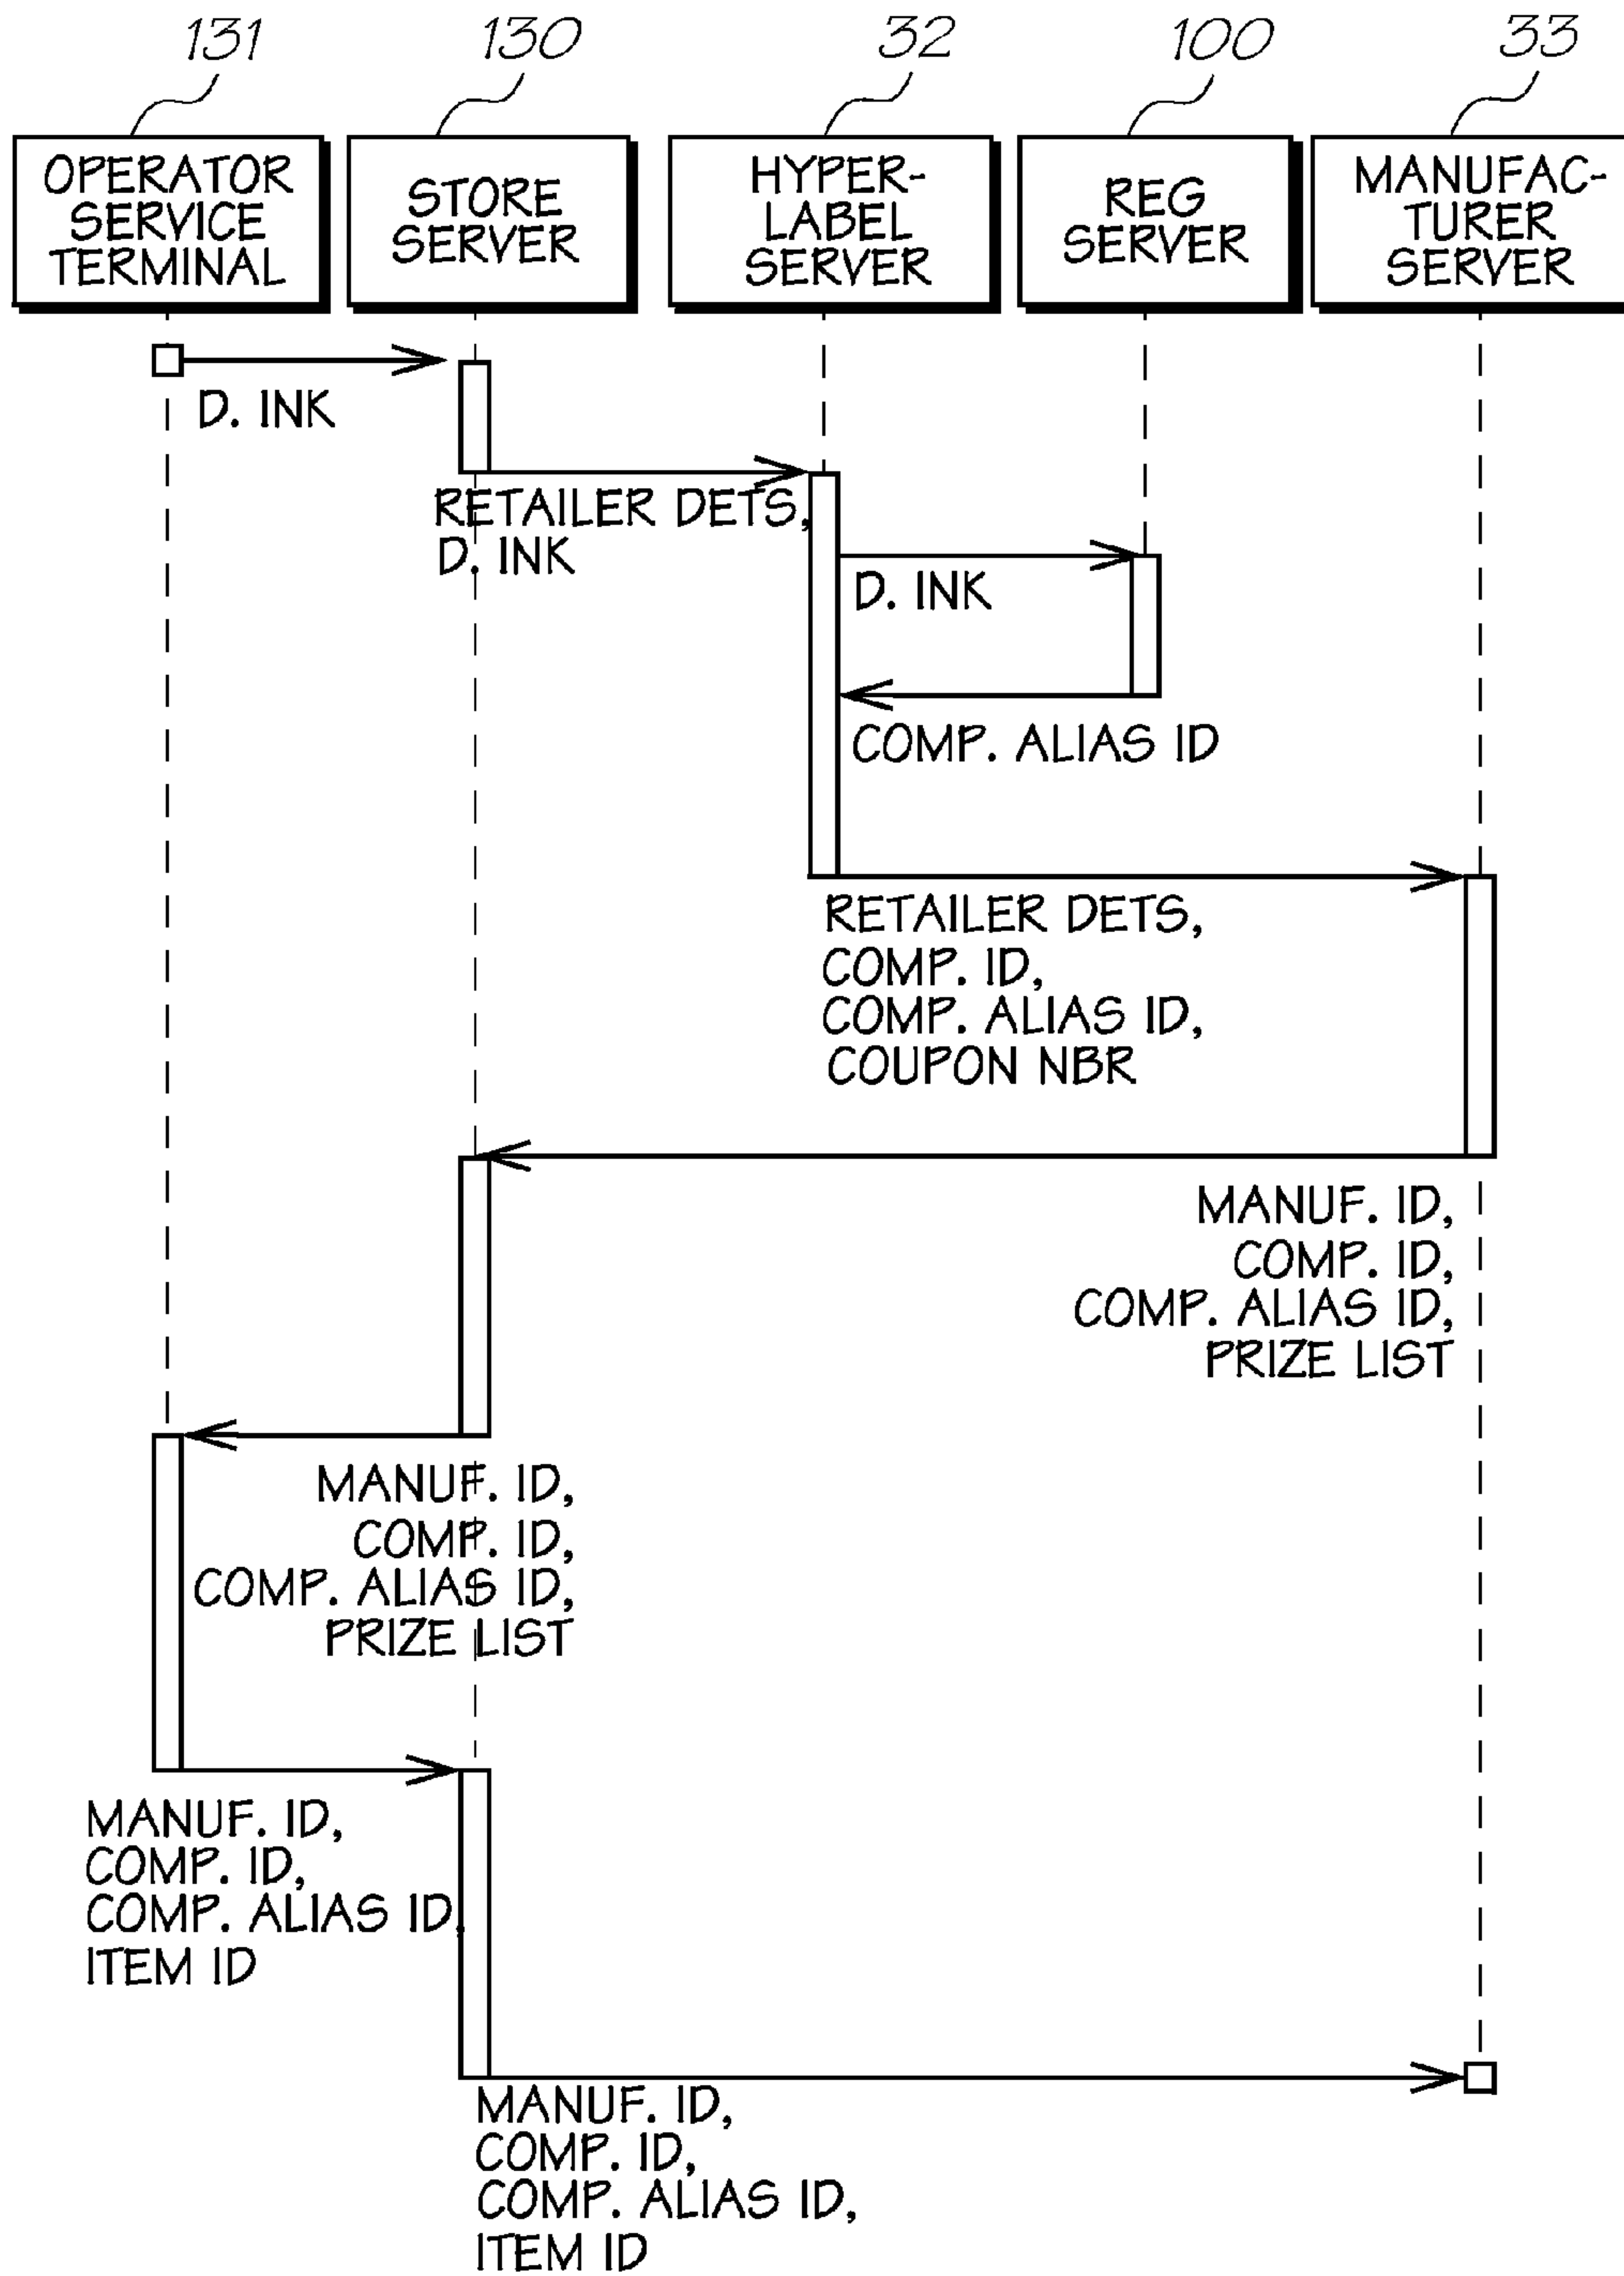 131
130
32
100
33
OPERATOR
SERVICE
TERMINAL
STORE
SERVER
HYPER-
LABEL
SERVER
REG
SERVER
MANUFAC-
TURER
SERVER
D. INK
RETAILER DETS,
D. INK
D. INK
COMP. ALIAS ID
RETAILER DETS,
COMP. ID,
COMP. ALIAS ID,
COUPON NBR
MANUF. ID,
COMP. ID,
COMP. ALIAS ID,
PRIZE LIST
MANUF. ID,
COMP. ID,
COMP. ALIAS ID,
PRIZE LIST
MANUF. ID,
COMP. ID,
COMP. ALIAS ID,
ITEM ID
MANUF. ID,
COMP. ID,
COMP. ALIAS ID,
ITEM ID